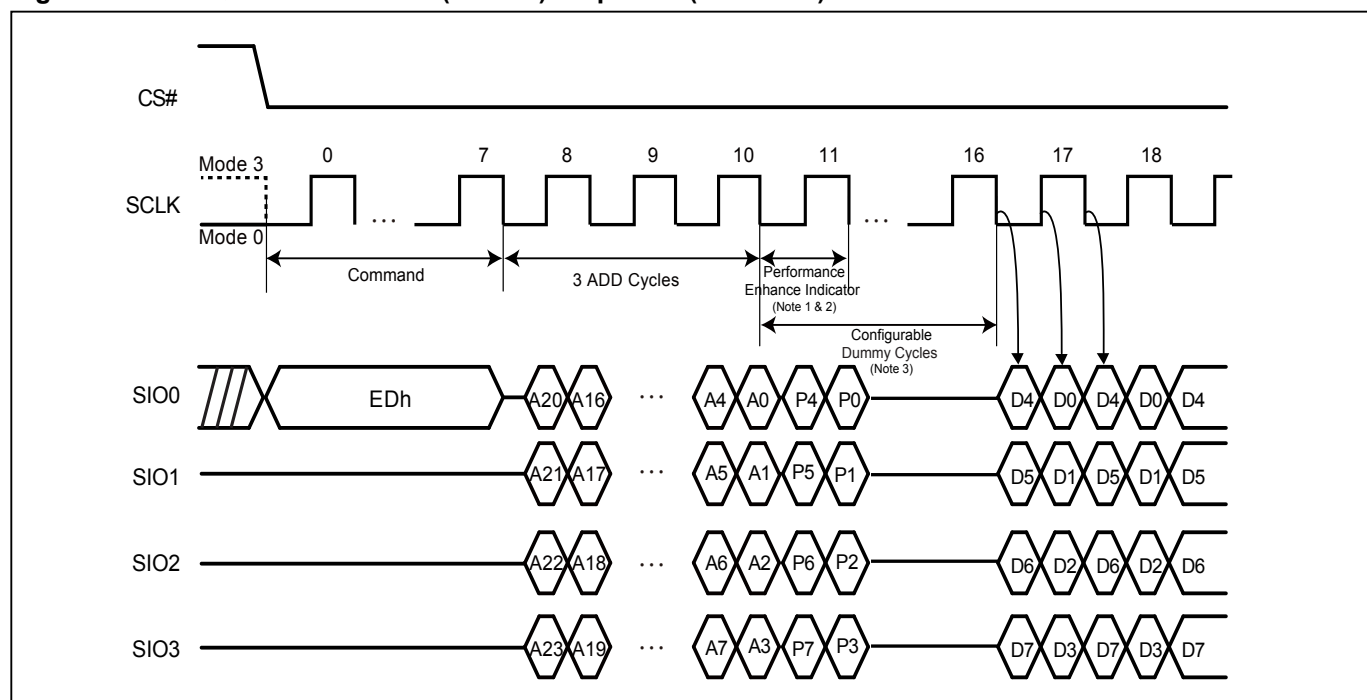 CS#
Mode 3
0 7 8 9 10 11 16 17 18
SCLK
... ...
Mode 0
Command
3 ADD Cycles
Performance
Enhance Indicator
(Note 1 & 2)
Configurable
Dummy Cycles
(Note 3)
SIO0 EDh A20 A16 ... A4 A0 P4 P0 D4 D0 D4 D0 D4
SIO1 A21 A17 ... A5 A1 P5 P1 D5 D1 D5 D1 D5
SIO2 A22 A18 ... A6 A2 P6 P2 D6 D2 D6 D2 D6
SIO3 A23 A19 ... A7 A3 P7 P3 D7 D3 D7 D3 D7